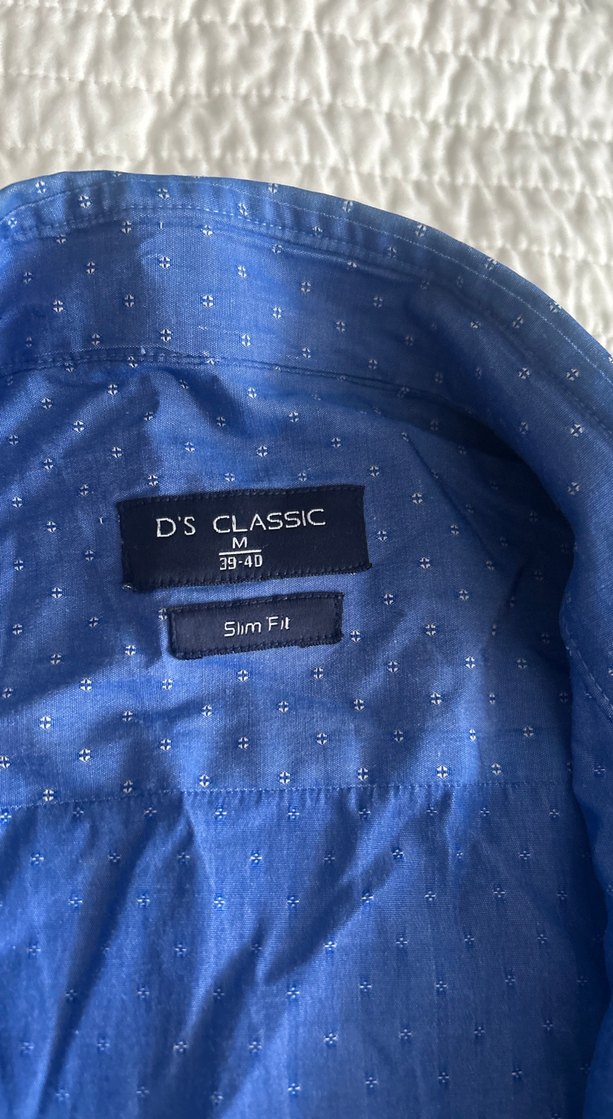 D'S CLASSIC
M
39-40
Slim Fit